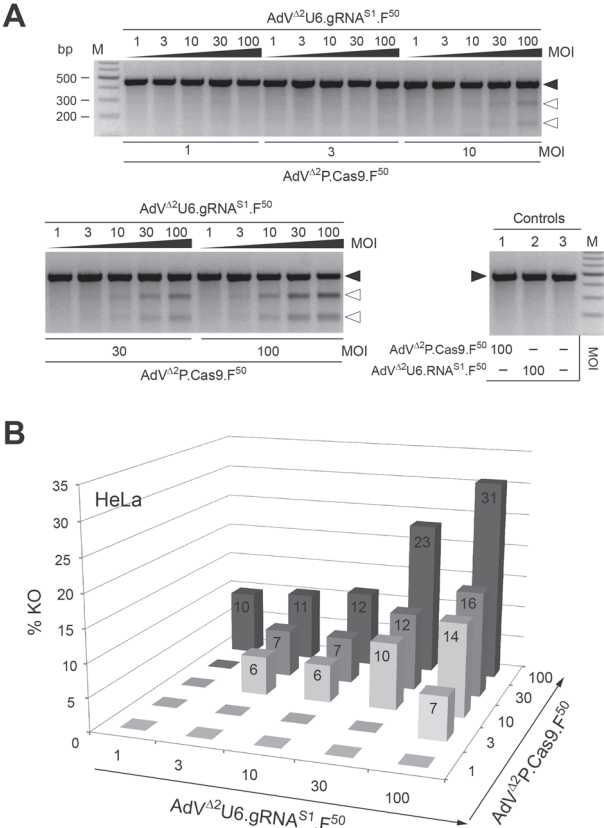 A
AdVΔ2U6.gRNAS1.F50
bp M 1 3 10 30 100 1 3 10 30 100 1 3 10 30 100 MOI
500
300
200
1 3 10 MOI
AdVΔ2P.Cas9.F50
AdVΔ2U6.gRNAS1.F50
1 3 10 30 100 1 3 10 30 100 MOI
30 100 MOI
AdVΔ2P.Cas9.F50
Controls
1 2 3 M
AdVΔ2P.Cas9.F50 100 – –
AdVΔ2U6.RNAS1.F50 – 100 –
MOI
B
HeLa
% KO
35
30
25
20
15
10
5
0
10 11 12 23 31
7 7 12 16
6 6 10 14
7
1 3 10 30 100
AdVΔ2U6.gRNAS1.F50
1 3 10 30 100
AdVΔ2P.Cas9.F50